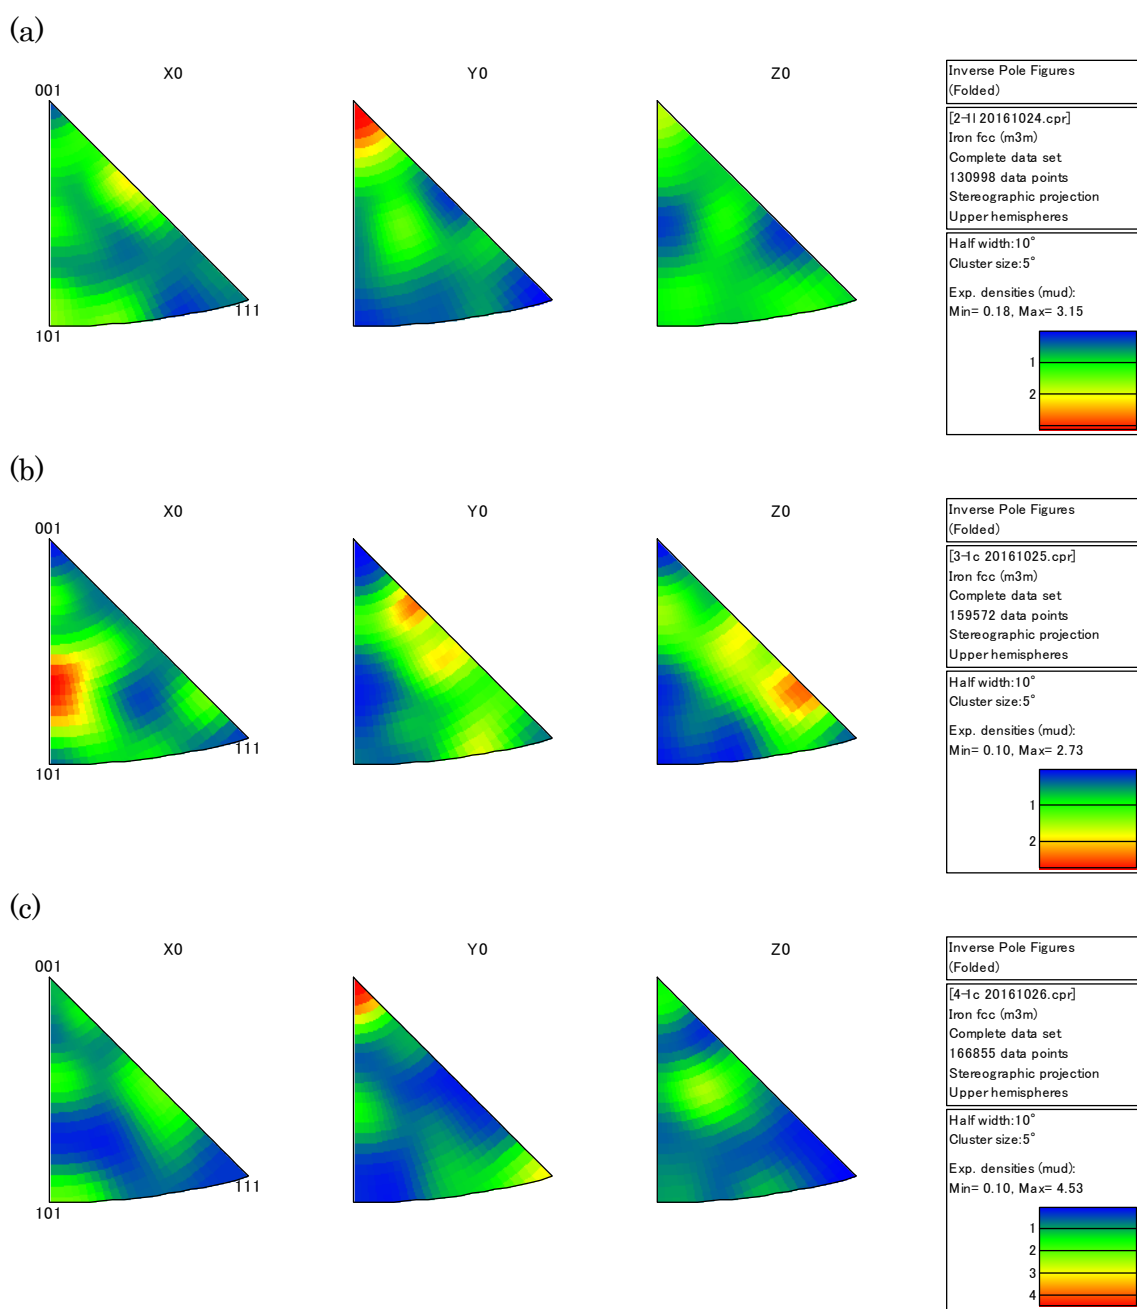 (a)
X0
Y0
Z0
001
101
111
Inverse Pole Figures
(Folded)
[2-1l 20161024.cpr]
Iron fcc (m3m)
Complete data set
130998 data points
Stereographic projection
Upper hemispheres
Half width:10°
Cluster size:5°
Exp. densities (mud):
Min= 0.18, Max= 3.15
1
2
(b)
X0
Y0
Z0
001
101
111
Inverse Pole Figures
(Folded)
[3-1c 20161025.cpr]
Iron fcc (m3m)
Complete data set
159572 data points
Stereographic projection
Upper hemispheres
Half width:10°
Cluster size:5°
Exp. densities (mud):
Min= 0.10, Max= 2.73
1
2
(c)
X0
Y0
Z0
001
101
111
Inverse Pole Figures
(Folded)
[4-1c 20161026.cpr]
Iron fcc (m3m)
Complete data set
166855 data points
Stereographic projection
Upper hemispheres
Half width:10°
Cluster size:5°
Exp. densities (mud):
Min= 0.10, Max= 4.53
1
2
3
4